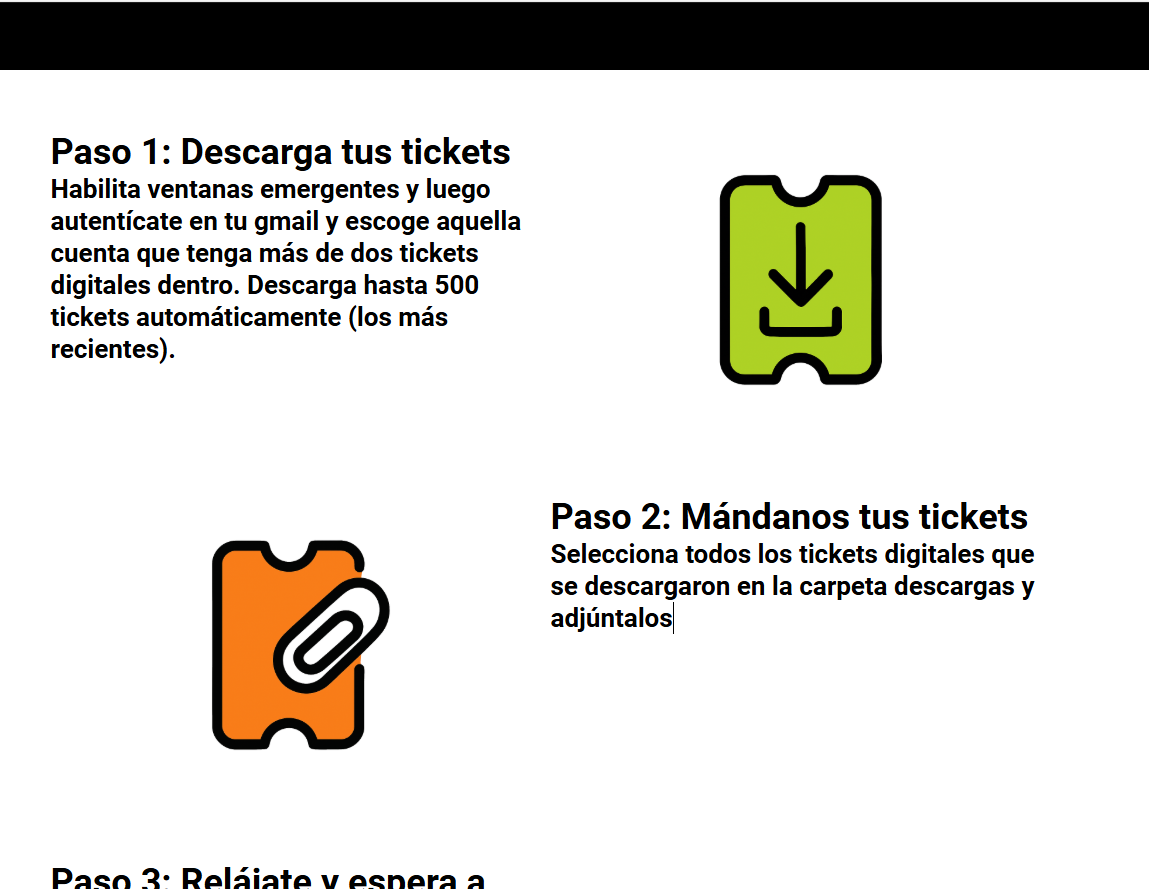 Paso 1: Descarga tus tickets
Habilita ventanas emergentes y luego
autentícate en tu gmail y escoge aquella
cuenta que tenga más de dos tickets
digitales dentro. Descarga hasta 500
tickets automáticamente (los más
recientes).
Paso 2: Mándanos tus tickets
Selecciona todos los tickets digitales que
se descargaron en la carpeta descargas y
adjúntalos
Paso 3: Relájate y espera a